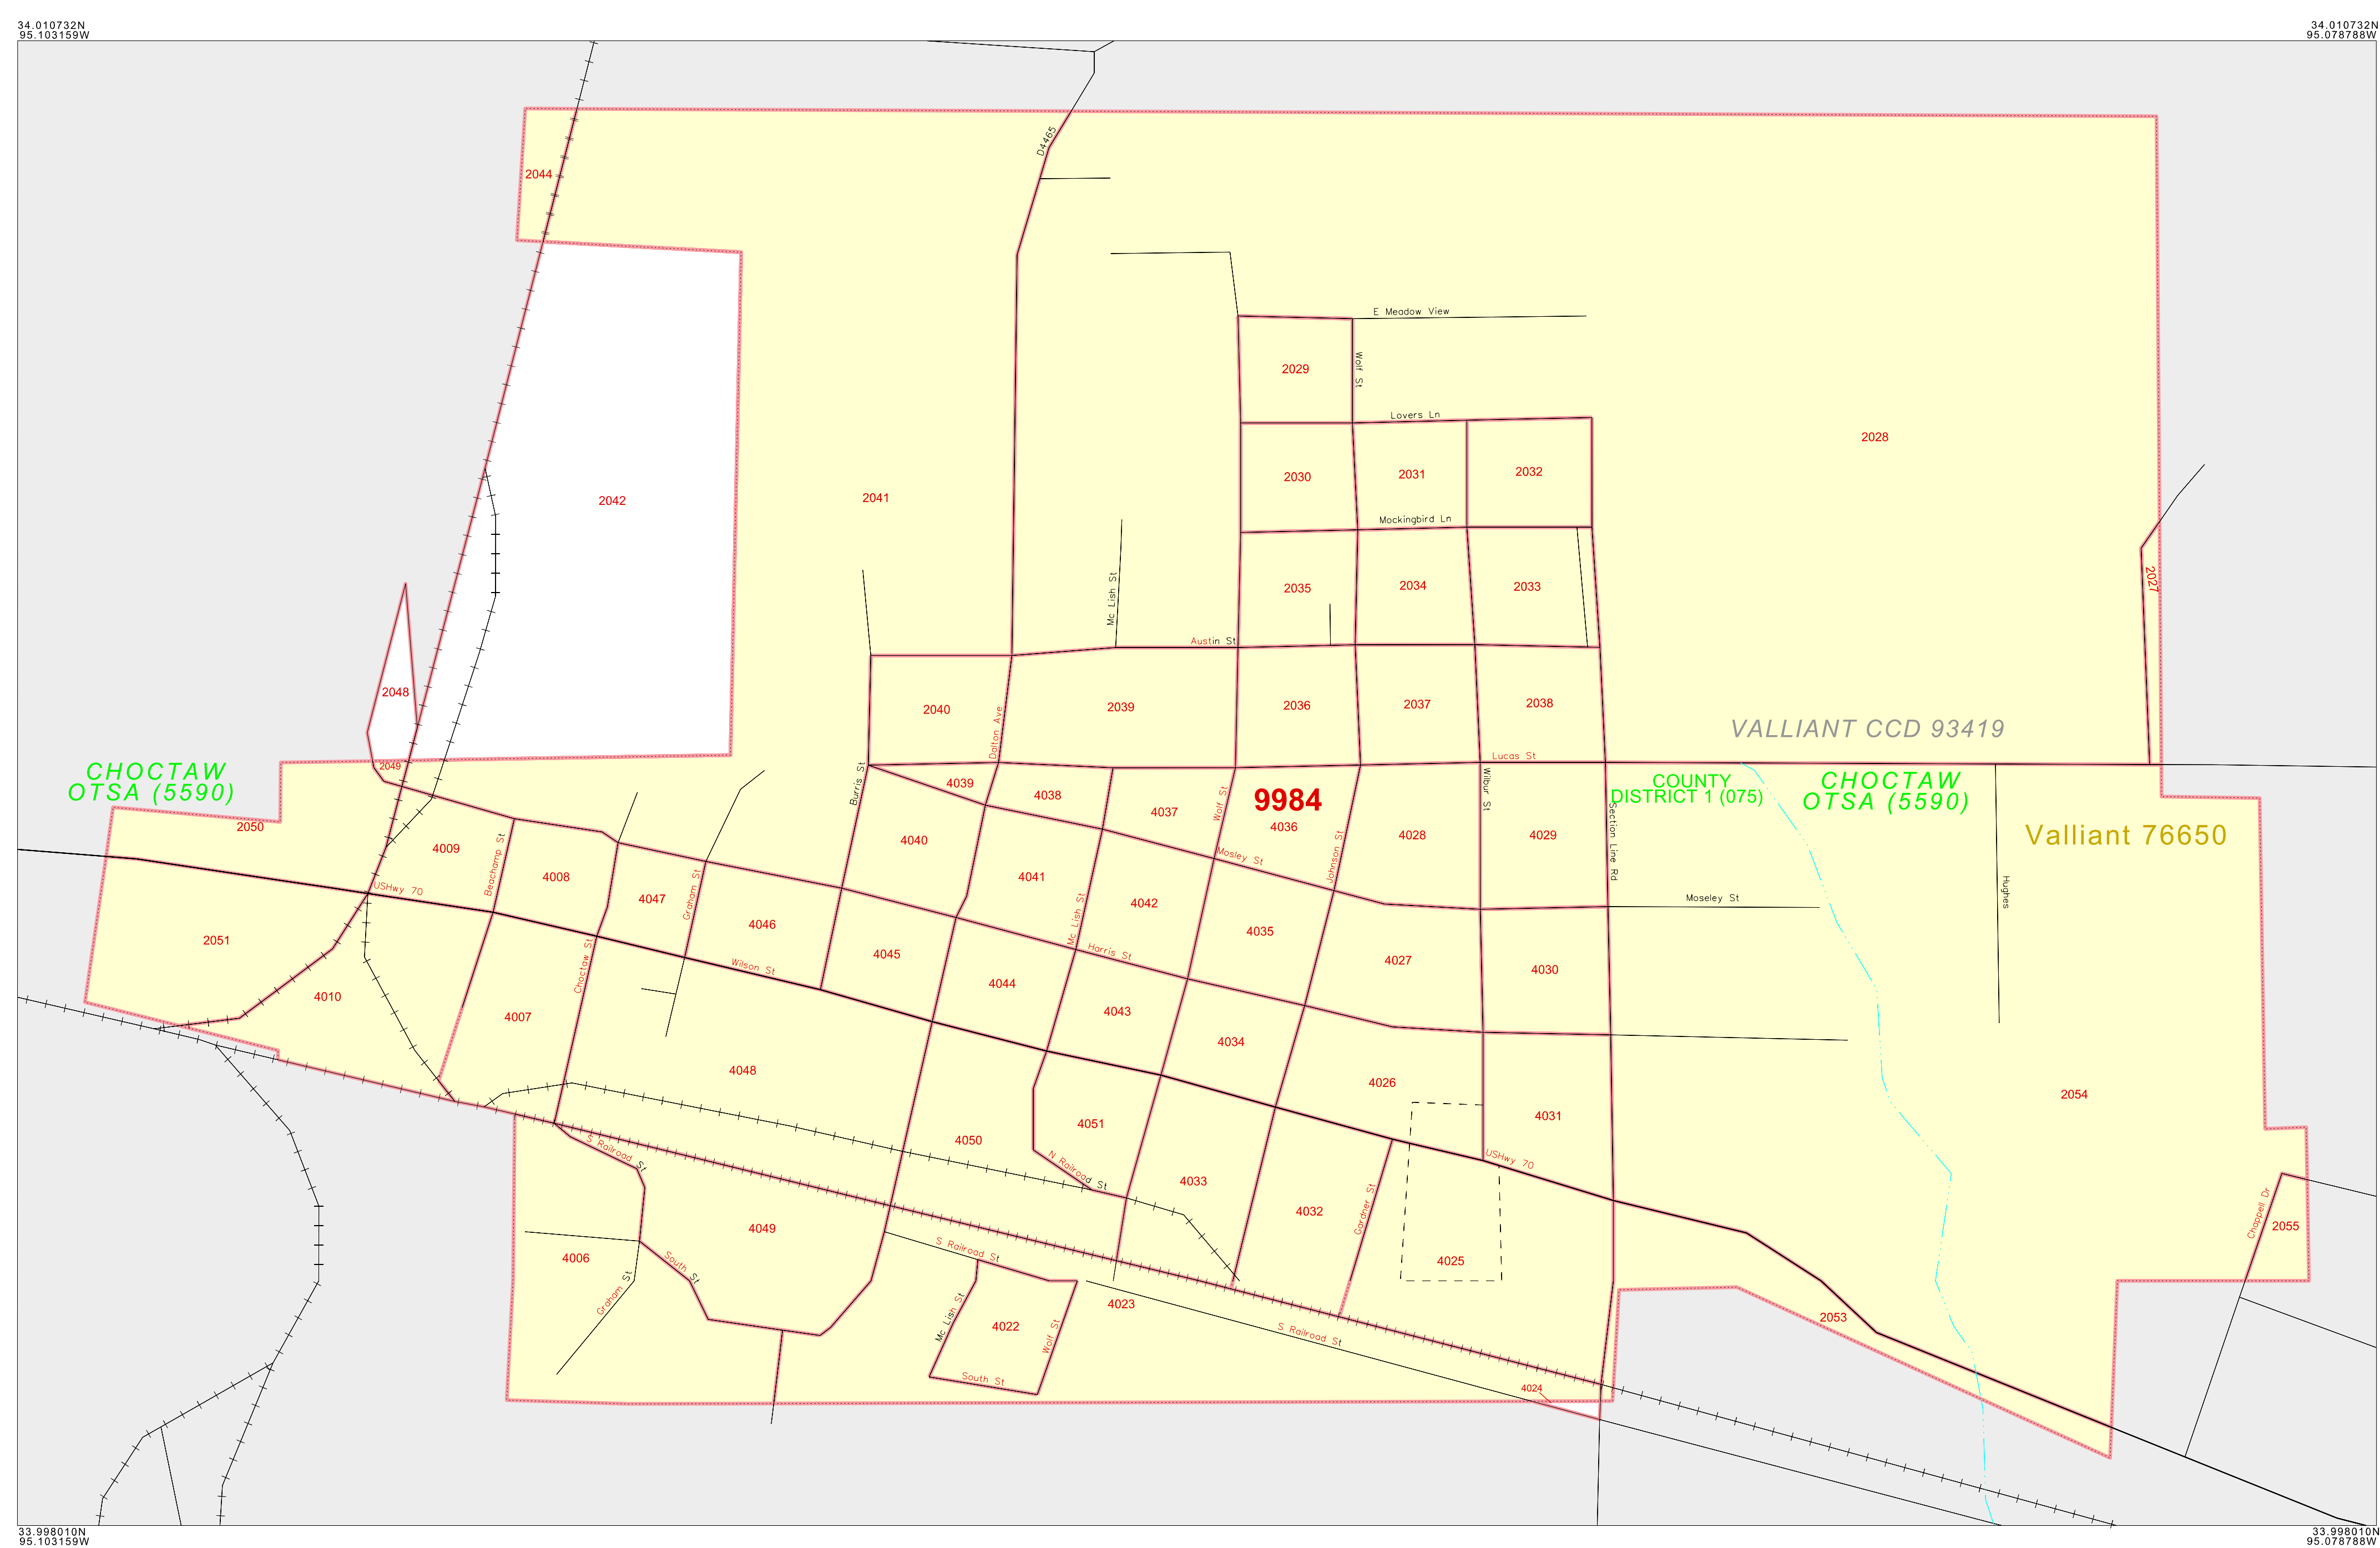 34.010732N
95.103159W
34.010732N
95.078788W
D4465
2044
E Meadow View
2029
Wolf St
Lovers Ln
2028
2042
2041
2030
2031
2032
Mockingbird Ln
Mc Lish St
2035
2034
2033
2027
Austin St
2048
2040
2039
2036
2037
2038
Dalton Ave
VALLIANT CCD 93419
Lucas St
2049
CHOCTAW
OTSA (5590)
Burris St
4039
4038
4037
Wolf St
9984
4036
Wilbur St
Section Line Rd
COUNTY
DISTRICT 1 (075)
CHOCTAW
OTSA (5590)
Valliant 76650
2050
4009
Beachamp St
4008
4047
Graham St
4046
4040
4041
Mosley St
Johnson St
4028
4029
Hughes
USHwy 70
4042
Mc Lish St
4035
Moseley St
2051
4010
4007
Choctaw St
Wilson St
4045
4044
Harris St
4043
4027
4030
4034
4048
4026
4031
2054
4051
4050
N Railroad St
4033
USHwy 70
S Railroad St
4049
4032
Gardner St
4025
Chappell Dr
2055
4006
South St
Graham St
S Railroad St
4023
2053
Mc Lish St
4022
Wolf St
S Railroad St
South St
4024
33.998010N
95.103159W
33.998010N
95.078788W